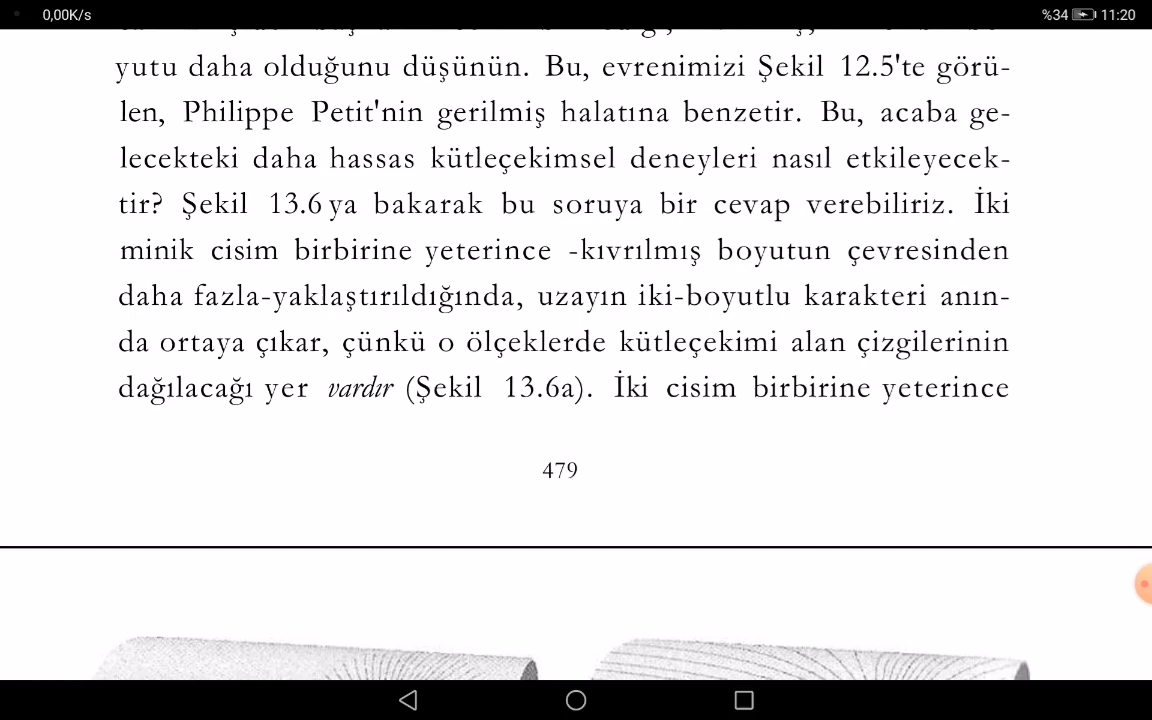 0,00K/s
%34 11:20
yutu daha olduğunu düşünün. Bu, evrenimizi Şekil 12.5'te görü-
len, Philippe Petit'nin gerilmiş halatına benzetir. Bu, acaba ge-
lecekteki daha hassas kütleçekimsel deneyleri nasıl etkileyecek-
tir? Şekil 13.6 ya bakarak bu soruya bir cevap verebiliriz. İki
minik cisim birbirine yeterince -kıvrılmış boyutun çevresinden
daha fazla-yaklaştırıldığında, uzayın iki-boyutlu karakteri anın-
da ortaya çıkar, çünkü o ölçeklerde kütleçekimi alan çizgilerinin
dağılacağı yer vardır (Şekil 13.6a). İki cisim birbirine yeterince
479